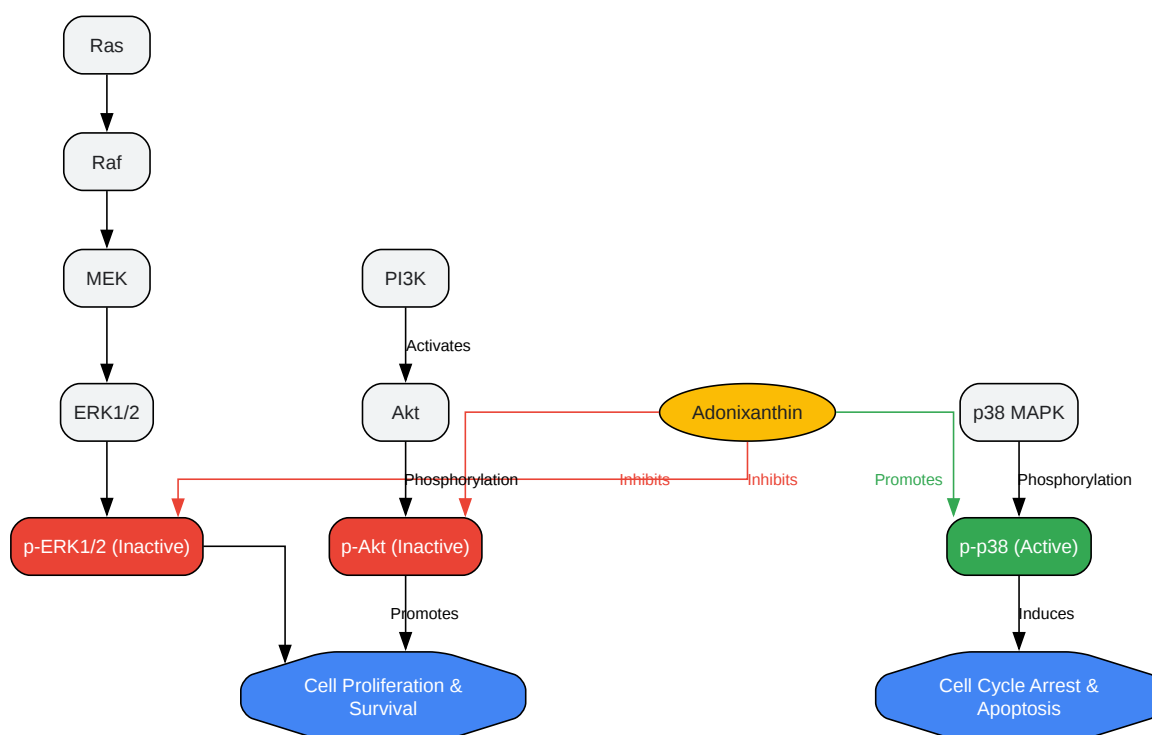 Ras
Raf
MEK
PI3K
Activates
ERK1/2
Akt
Adonixanthin
p38 MAPK
Phosphorylation
Inhibits
Inhibits
Promotes
Phosphorylation
p-ERK1/2 (Inactive)
p-Akt (Inactive)
p-p38 (Active)
Promotes
Induces
Cell Proliferation &
Survival
Cell Cycle Arrest &
Apoptosis